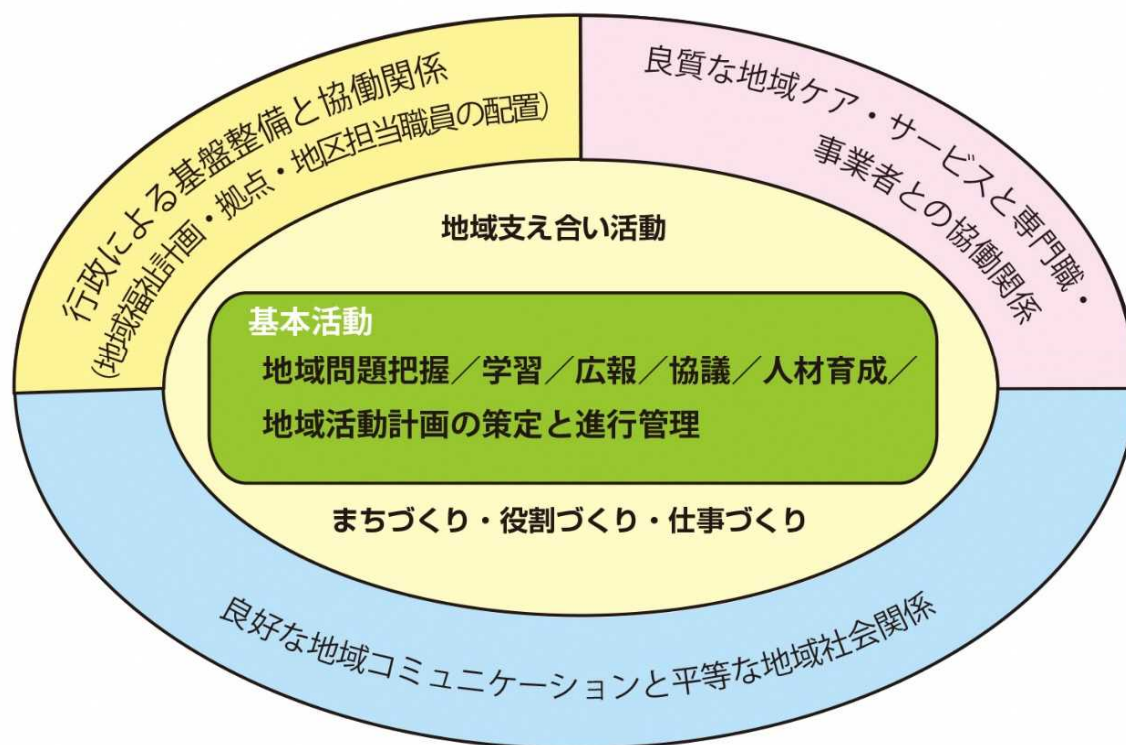 行政による基盤整備と協働関係
(地域福祉計画・拠点・地区担当職員の配置)
良質な地域ケア・サービスと専門職・
事業者との協働関係
地域支え合い活動
基本活動
地域問題把握／学習／広報／協議／人材育成／
地域活動計画の策定と進行管理
まちづくり・役割づくり・仕事づくり
良好な地域コミュニケーションと平等な地域社会関係